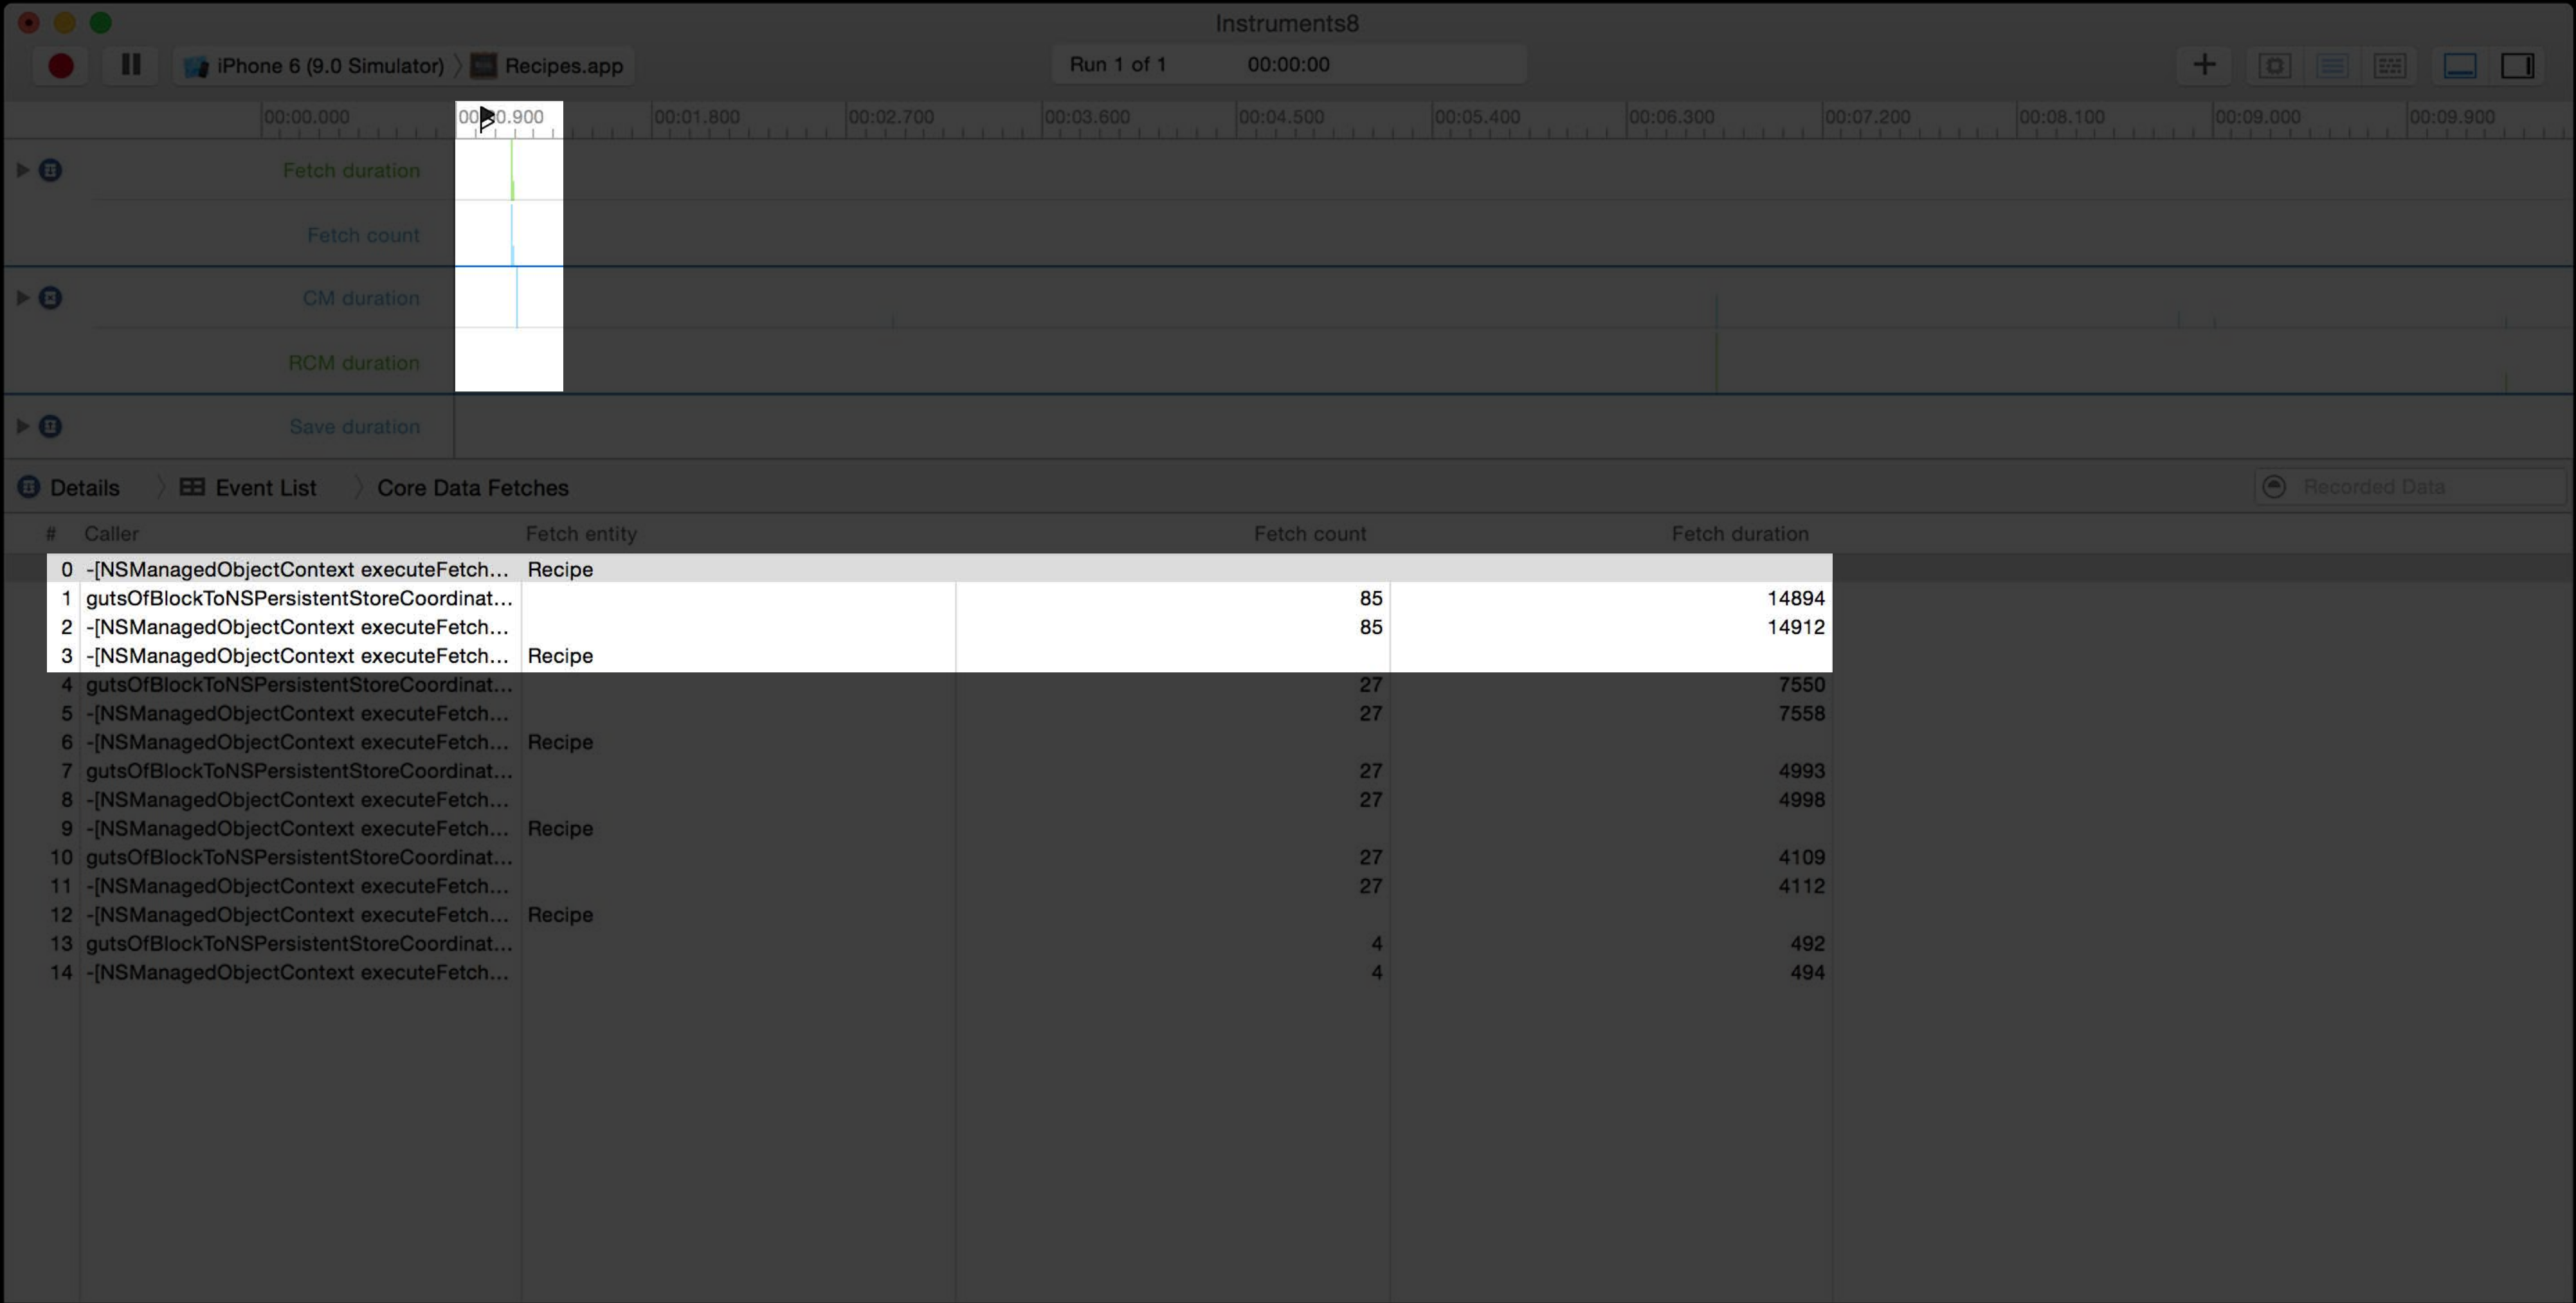 Instruments8
iPhone 6 (9.0 Simulator) Recipes.app Run 1 of 1 00:00:00
00:00.000 00:01.800 00:02.700 00:03.600 00:04.500 00:05.400 00:06.300 00:07.200 00:08.100 00:09.000 00:09.900
Fetch duration
Fetch count
CM duration
RCM duration
Save duration
Details Event List Core Data Fetches Recorded Data
# Caller Fetch entity Fetch count Fetch duration
0 -[NSManagedObjectContext executeFetch... Recipe
1 gutsOfBlockToNSPersistentStoreCoordinat... 85 14894
2 -[NSManagedObjectContext executeFetch... 85 14912
3 -[NSManagedObjectContext executeFetch... Recipe
4 gutsOfBlockToNSPersistentStoreCoordinat... 27 7550
5 -[NSManagedObjectContext executeFetch... 27 7558
6 -[NSManagedObjectContext executeFetch... Recipe
7 gutsOfBlockToNSPersistentStoreCoordinat... 27 4993
8 -[NSManagedObjectContext executeFetch... 27 4998
9 -[NSManagedObjectContext executeFetch... Recipe
10 gutsOfBlockToNSPersistentStoreCoordinat... 27 4109
11 -[NSManagedObjectContext executeFetch... 27 4112
12 -[NSManagedObjectContext executeFetch... Recipe
13 gutsOfBlockToNSPersistentStoreCoordinat... 4 492
14 -[NSManagedObjectContext executeFetch... 4 494